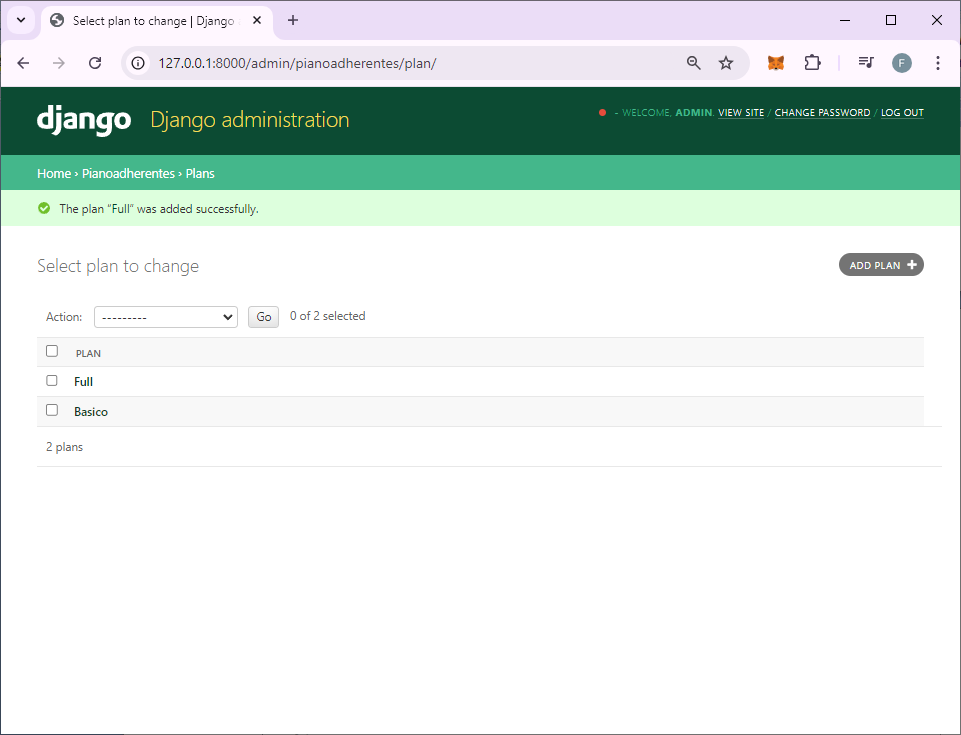 Select plan to change | Django
127.0.0.1:8000/admin/pianoadherentes/plan/
F
django Django administration
- WELCOME, ADMIN. VIEW SITE / CHANGE PASSWORD / LOG OUT
Home › Pianoadherentes › Plans
The plan “Full” was added successfully.
Select plan to change
ADD PLAN +
Action: --------- Go 0 of 2 selected
PLAN
Full
Basico
2 plans